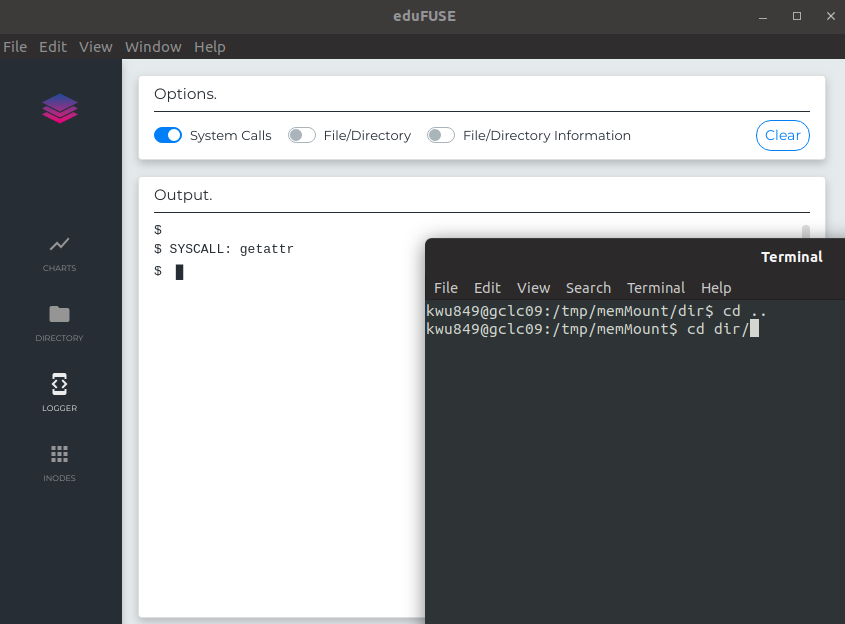 eduFUSE
File Edit View Window Help
Options.
System Calls File/Directory File/Directory Information Clear
Output.
$
$ SYSCALL: getattr
$
CHARTS
DIRECTORY
LOGGER
INODES
Terminal
File Edit View Search Terminal Help
kwu849@gclc09:/tmp/memMount/dir$ cd ..
kwu849@gclc09:/tmp/memMount$ cd dir/